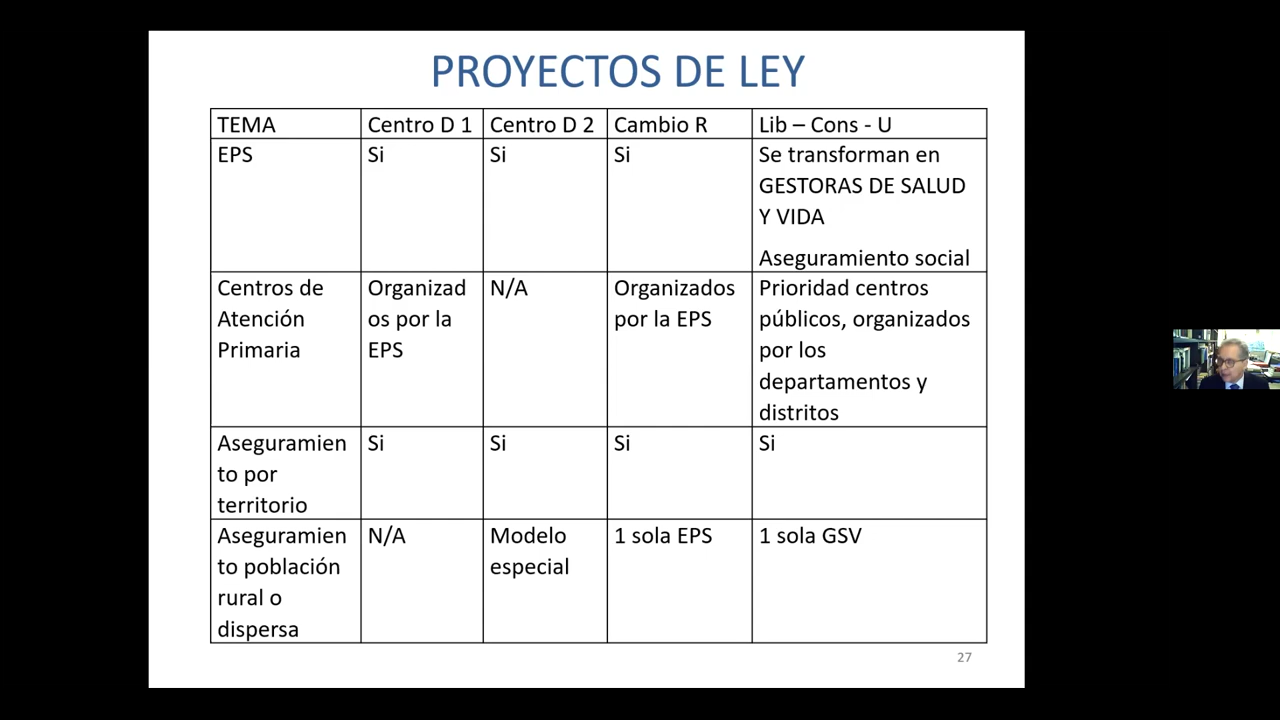 PROYECTOS DE LEY
TEMA
Centro D 1
Centro D 2
Cambio R
Lib – Cons - U
EPS
Si
Si
Si
Se transforman en
GESTORAS DE SALUD
Y VIDA
Aseguramiento social
Centros de
Atención
Primaria
Organizad
os por la
EPS
N/A
Organizados
por la EPS
Prioridad centros
públicos, organizados
por los
departamentos y
distritos
Aseguramien
to por
territorio
Si
Si
Si
Si
Aseguramien
to población
rural o
dispersa
N/A
Modelo
especial
1 sola EPS
1 sola GSV
27